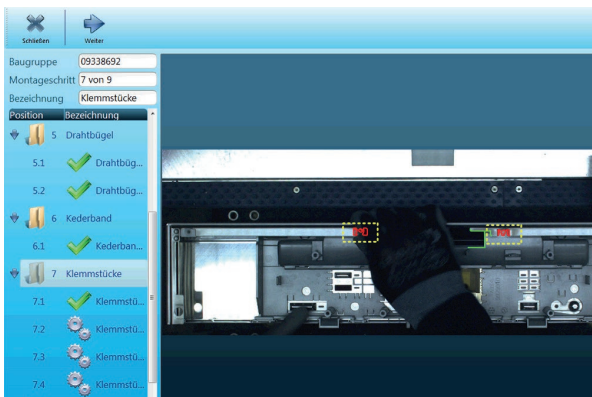 Schließen
Weiter
Baugruppe 09338692
Montageschritt 7 von 9
Bezeichnung Klemmstücke
Position Bezeichnung
5 Drahtbügel
5.1 Drahtbüg...
5.2 Drahtbüg...
6 Kederband
6.1 Kederban...
7 Klemmstücke
7.1 Klemmstü...
7.2 Klemmstü...
7.3 Klemmstü...
7.4 Klemmstü...